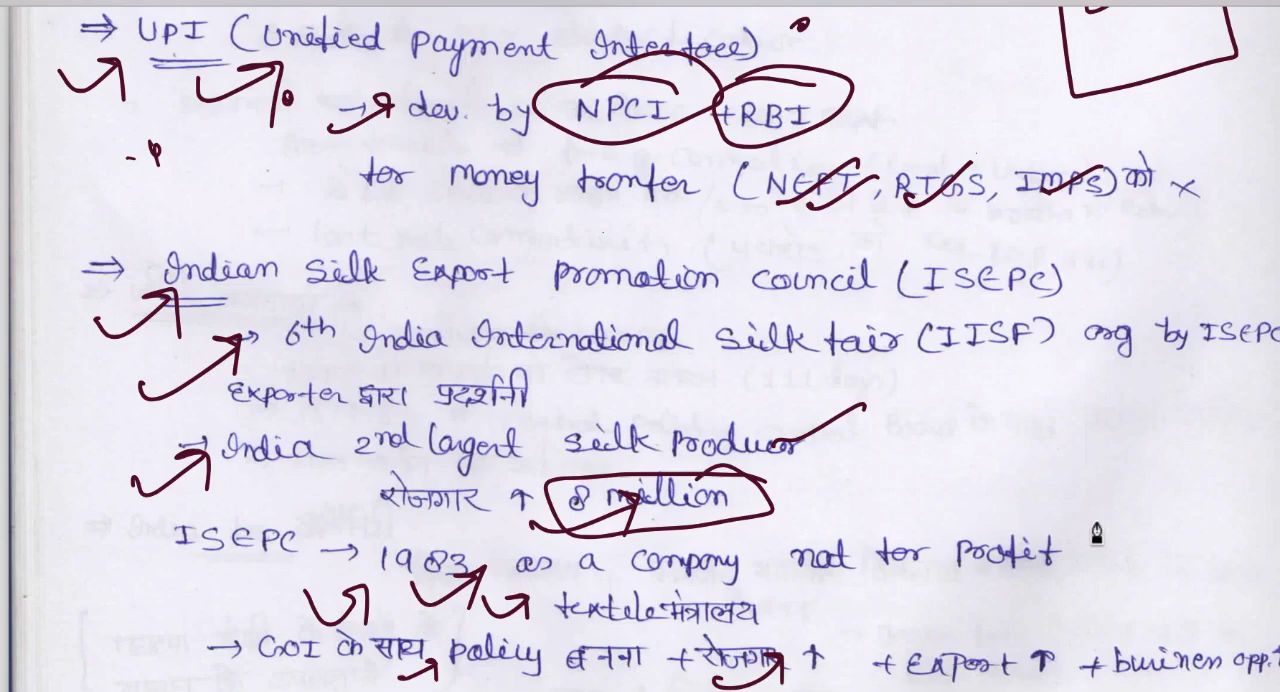 ⇒ UPI (Unified Payment Interface)
→ dev. by NPCI + RBI
for money tronfer (NEFT, RTGS, IMPS) को ×
⇒ Indian Silk Export Promotion Council (ISEPC)
→ 6th India International Silk fair (IISF) org by ISEPC
Exporter द्वारा प्रदर्शनी
→ India 2nd largest Silk Producer
रोजगार ↑ 8 million
ISEPC → 1983 as a company not for Profit
textile मंत्रालय
→ GoI के साथ policy बनाना + रोजगार ↑ + Export ↑ + business opp. ↑